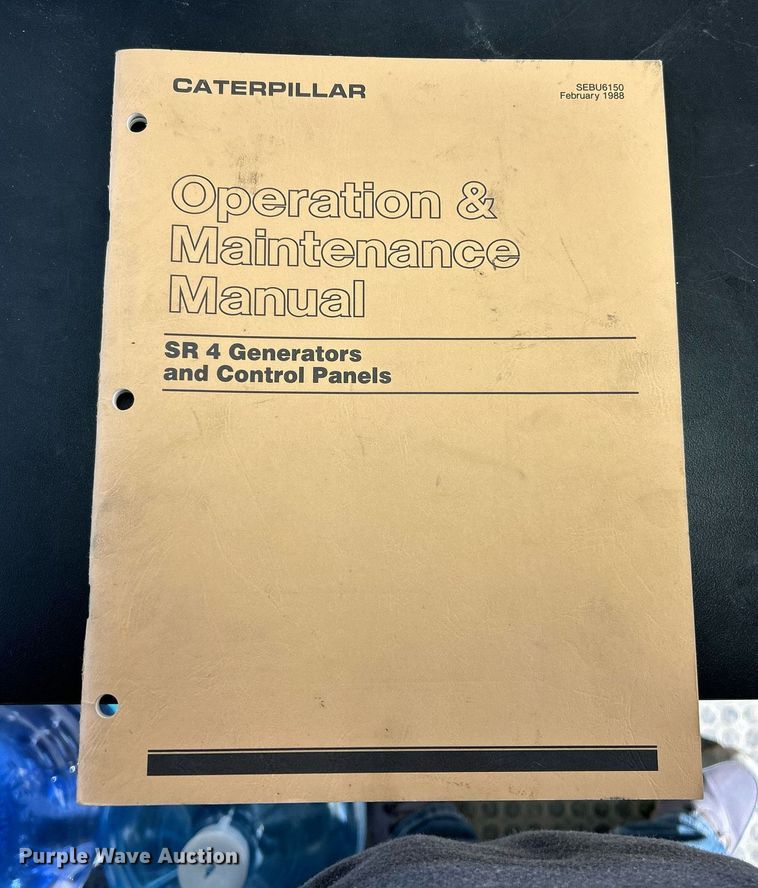 CATERPILLAR
SEBU6150
February 1988
Operation &
Maintenance
Manual
SR 4 Generators
and Control Panels
Purple Wave Auction